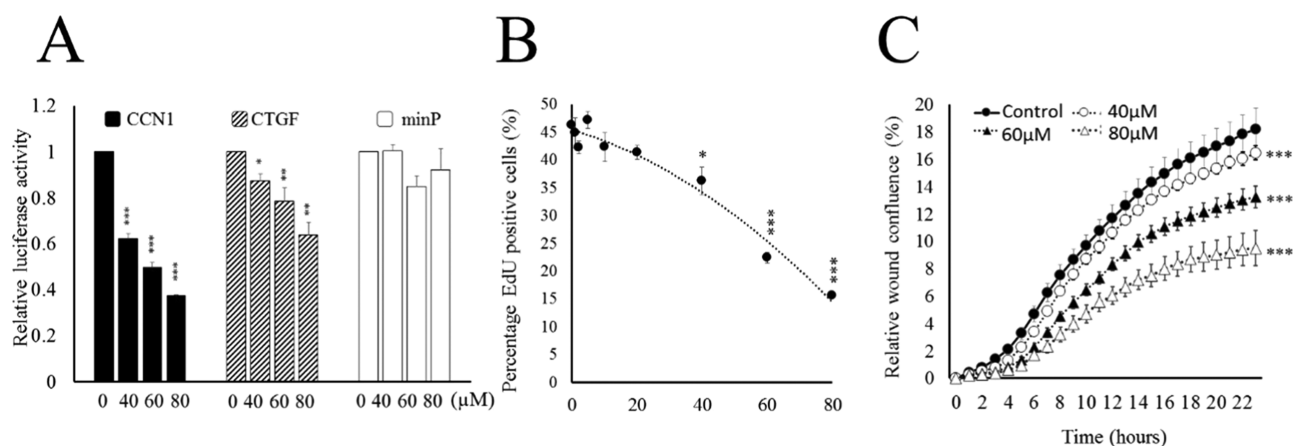 A
Relative luciferase activity
1.2
1
0.8
0.6
0.4
0.2
0
CCN1
CTGF
minP
***
***
***
*
**
**
0 40 60 80 0 40 60 80 0 40 60 80 (µM)
B
Percentage EdU positive cells (%)
50
45
40
35
30
25
20
15
10
5
0
*
***
***
0 20 40 60 80
C
Relative wound confluence (%)
20
18
16
14
12
10
8
6
4
2
0
Control 40µM
60µM 80µM
***
***
***
0 2 4 6 8 10 12 14 16 18 20 22
Time (hours)